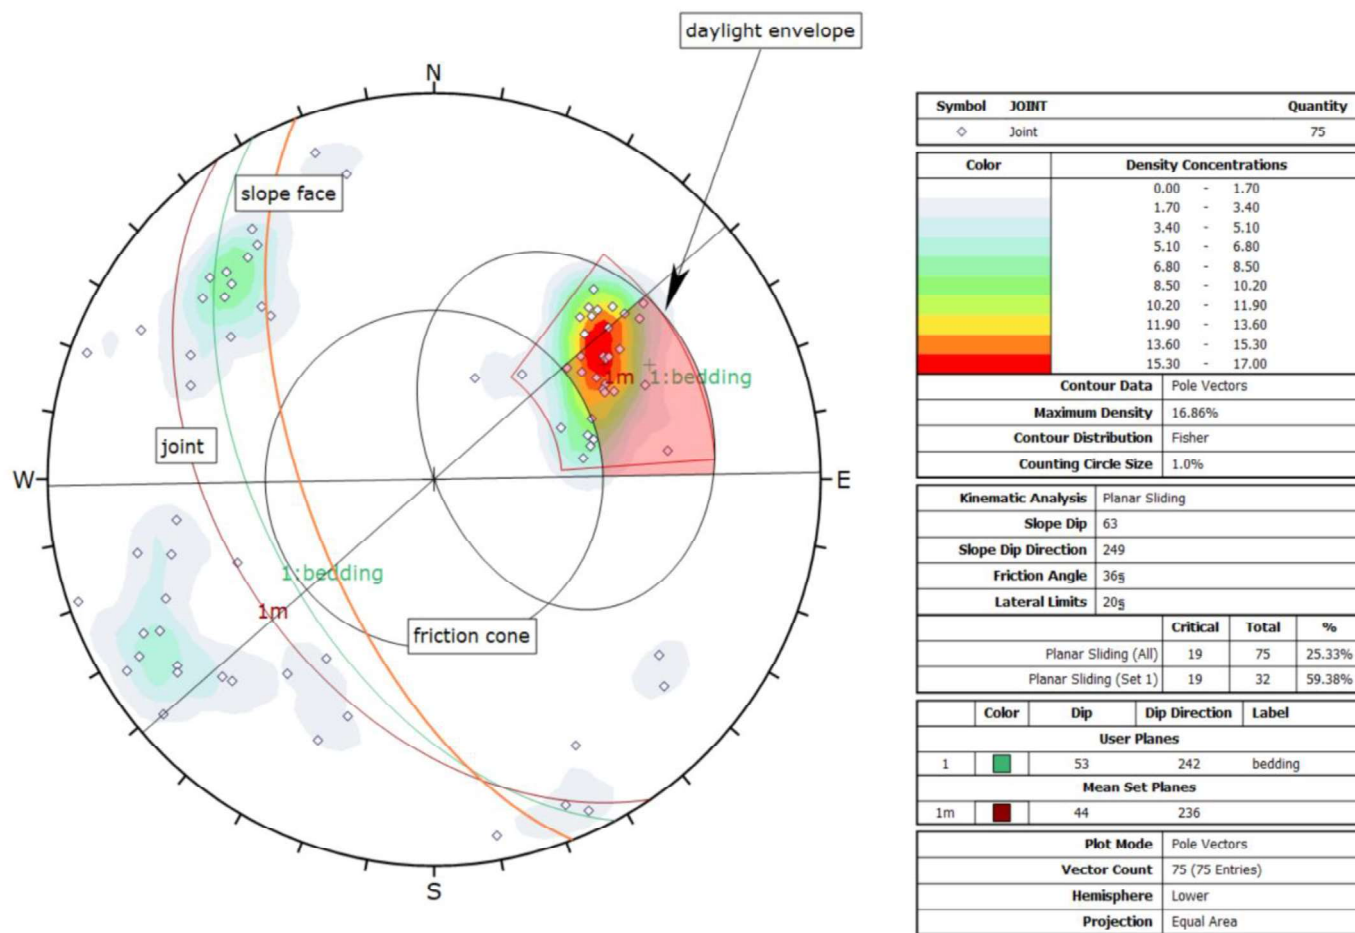 daylight envelope
N
slope face
1m 1:bedding
joint
W
E
1:bedding
1m
friction cone
S
Symbol JOINT Quantity
Joint 75
Color Density Concentrations
0.00 - 1.70
1.70 - 3.40
3.40 - 5.10
5.10 - 6.80
6.80 - 8.50
8.50 - 10.20
10.20 - 11.90
11.90 - 13.60
13.60 - 15.30
15.30 - 17.00
Contour Data Pole Vectors
Maximum Density 16.86%
Contour Distribution Fisher
Counting Circle Size 1.0%
Kinematic Analysis Planar Sliding
Slope Dip 63
Slope Dip Direction 249
Friction Angle 36ɡ
Lateral Limits 20ɡ
Critical Total %
Planar Sliding (All) 19 75 25.33%
Planar Sliding (Set 1) 19 32 59.38%
Color Dip Dip Direction Label
User Planes
1 53 242 bedding
Mean Set Planes
1m 44 236
Plot Mode Pole Vectors
Vector Count 75 (75 Entries)
Hemisphere Lower
Projection Equal Area